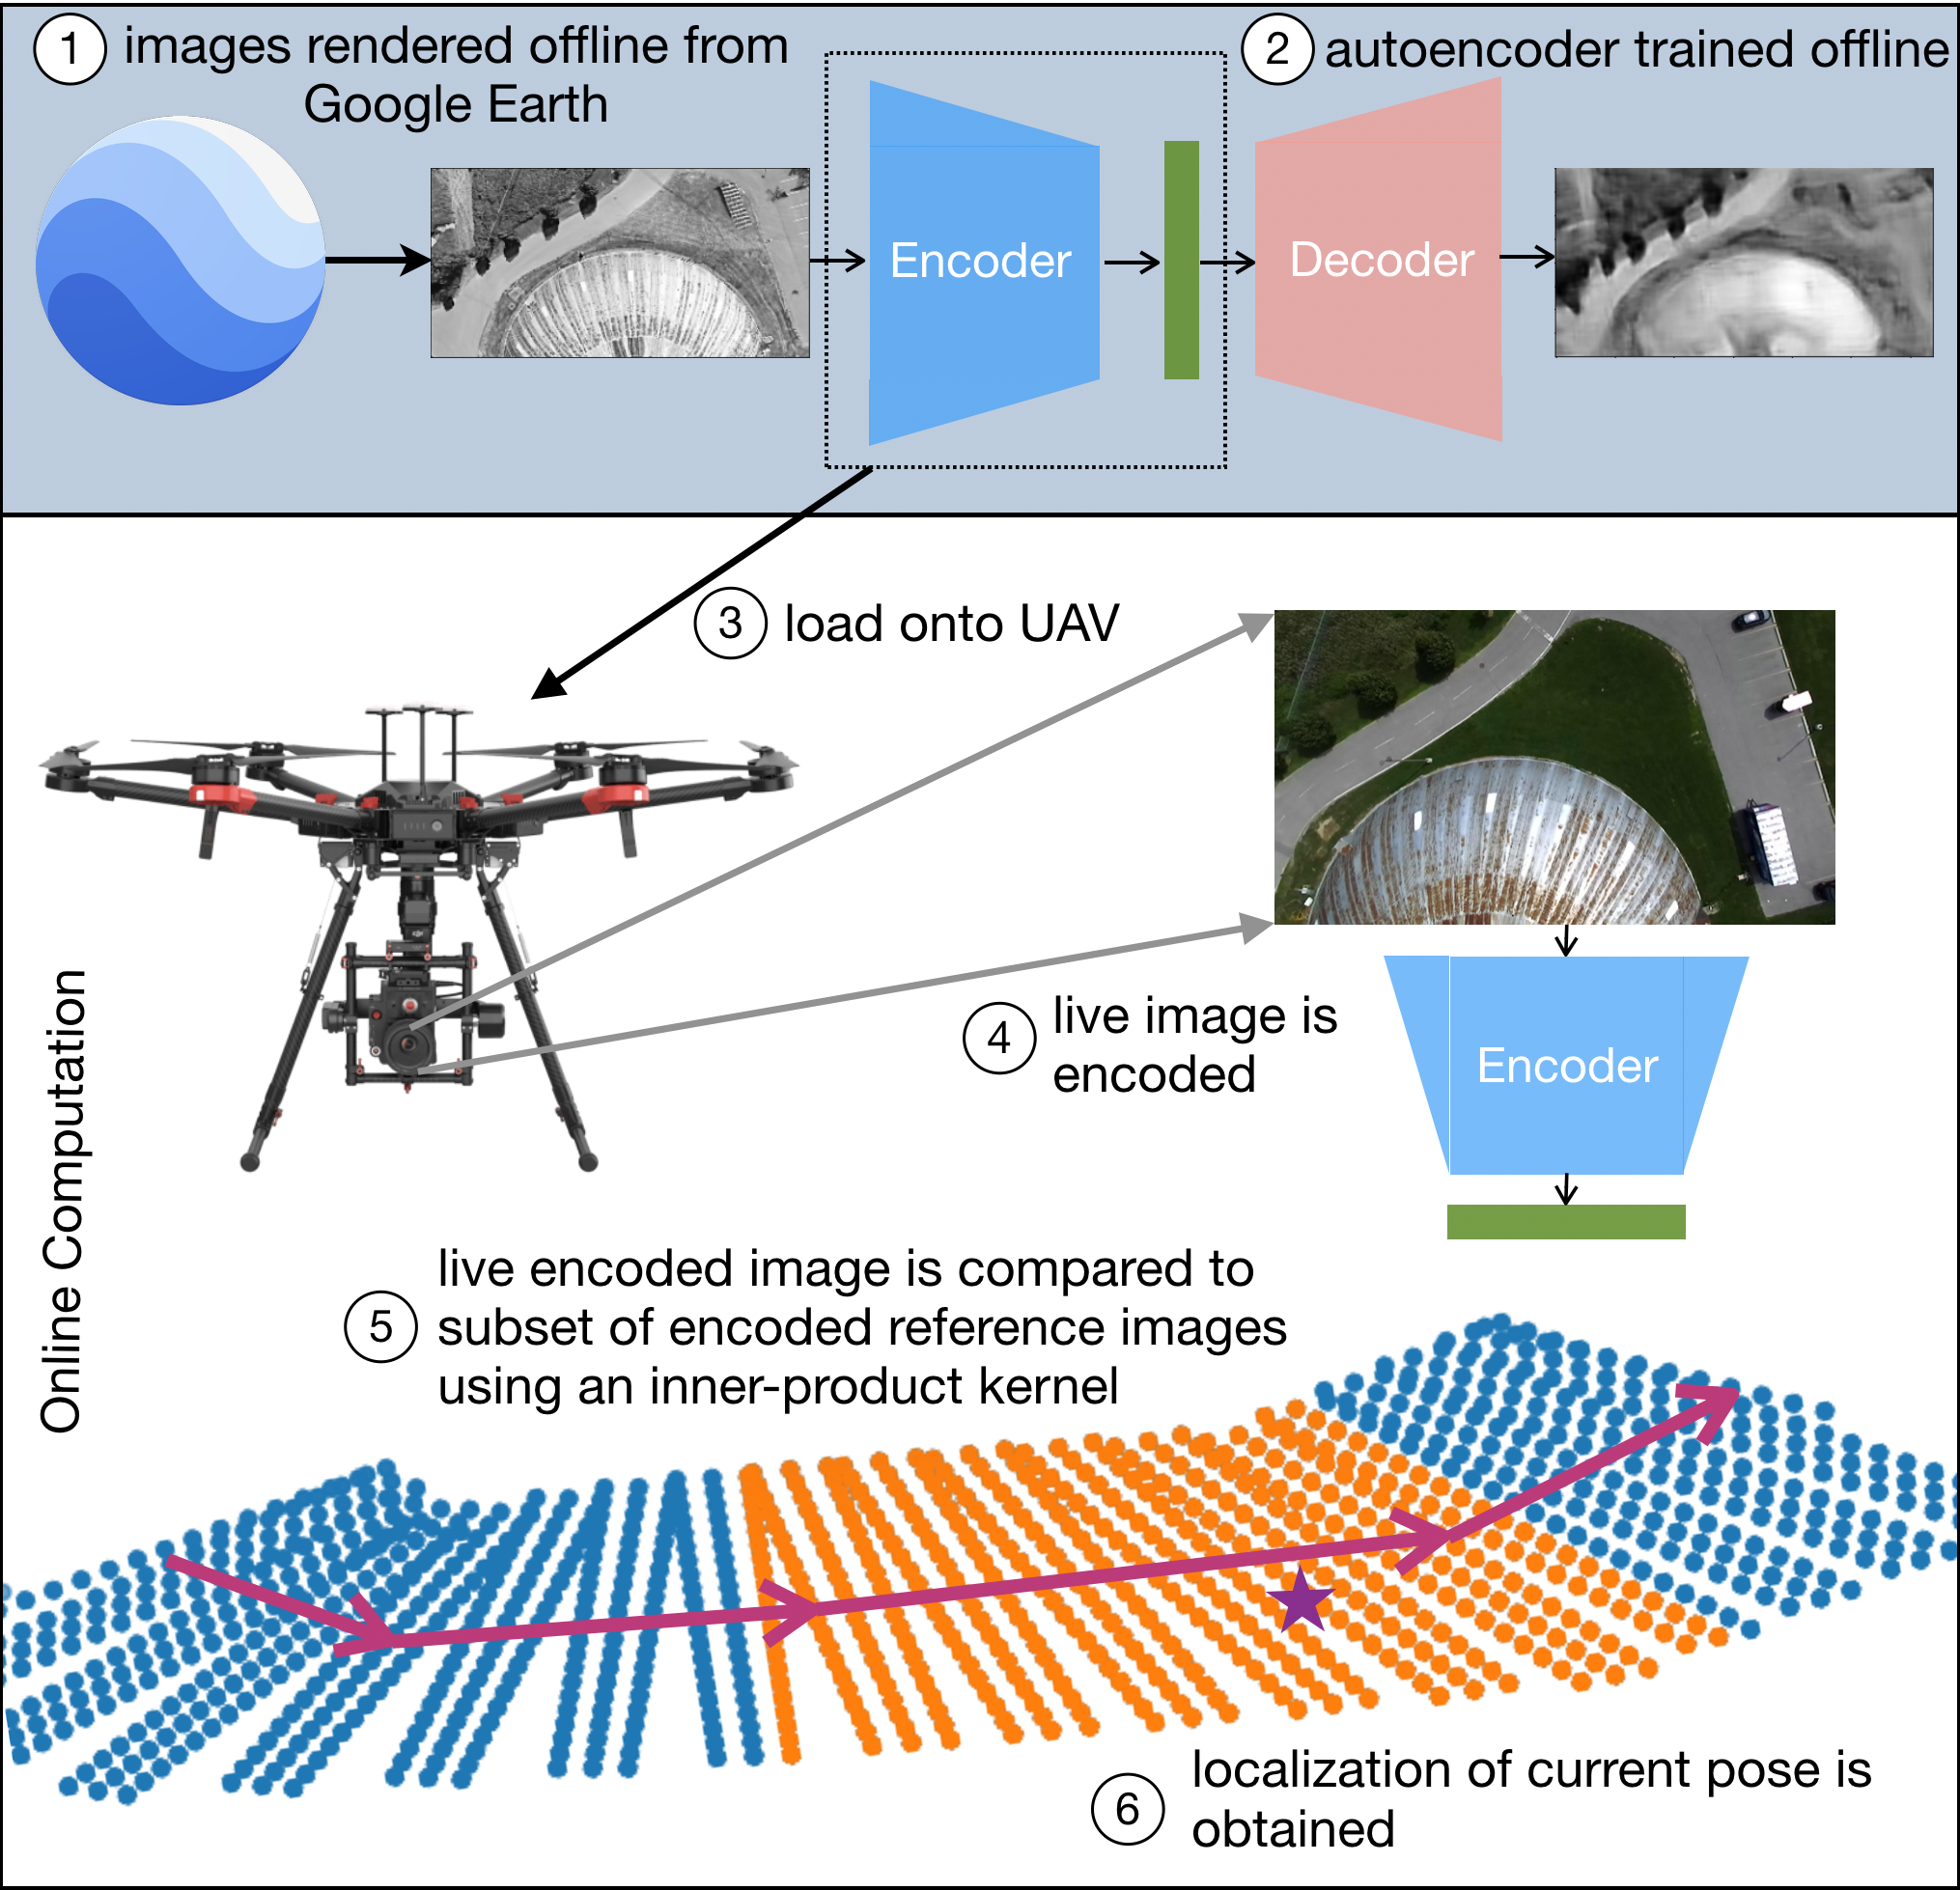 1 images rendered offline from
Google Earth
2 autoencoder trained offline
Encoder
Decoder
3 load onto UAV
4 live image is
encoded
Encoder
Online Computation
5 live encoded image is compared to
subset of encoded reference images
using an inner-product kernel
6 localization of current pose is
obtained